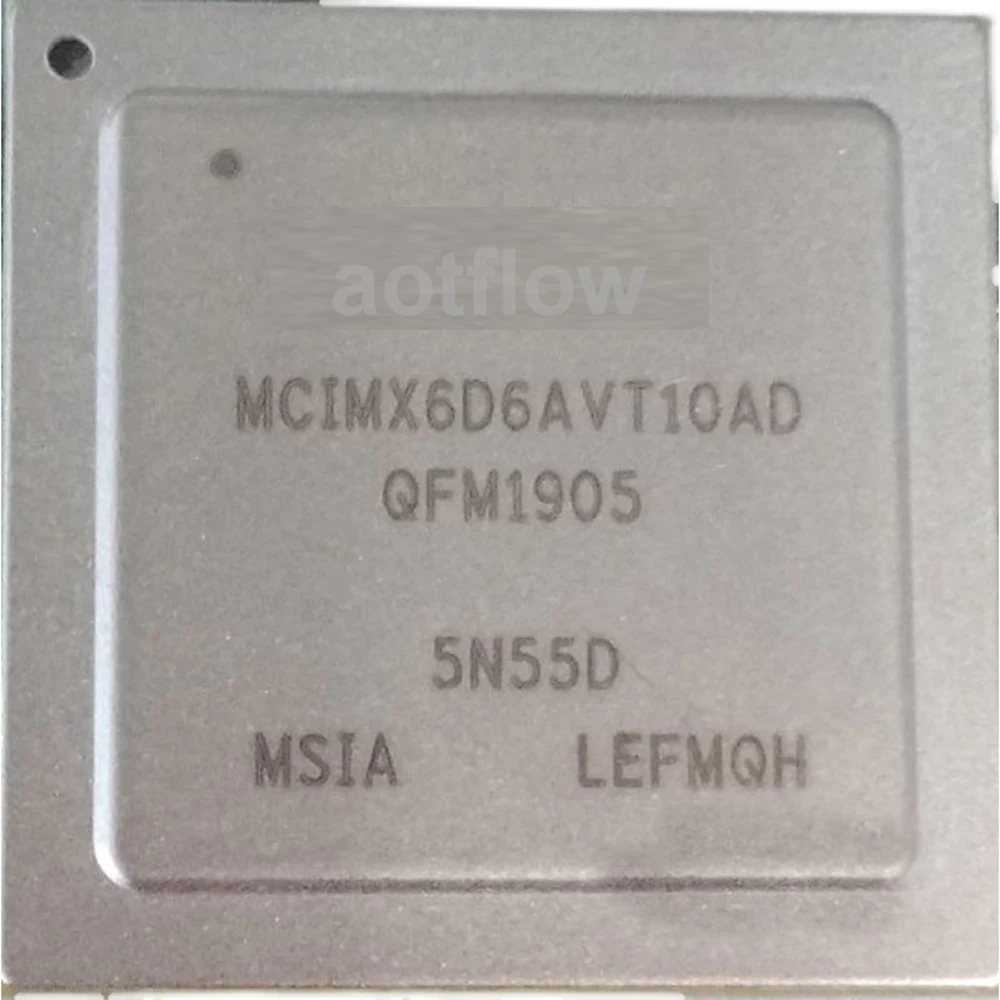 aotflow
MCIMX6D6AVT10AD
QFM1905
5N55D
MSIA LEFMQH